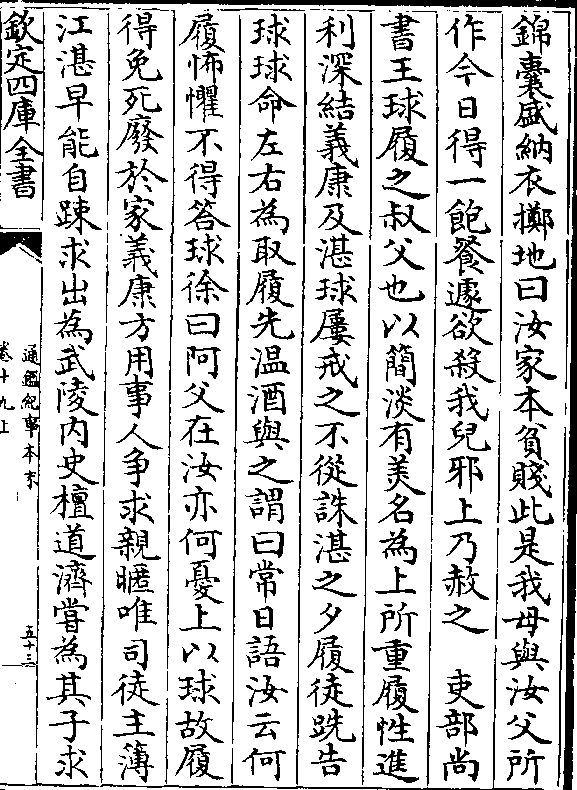 錦囊盛納衣擲地曰汝家本貧賤此是我母與汝父所
作今日得一飽餐遽欲殺我兒邪上乃赦之　吏部尚
書王球履之叔父也以簡淡有美名為上所重履性進
利深結義康及湛球屢戒之不從誅湛之夕履徒跣告
球球命左右為取履先温酒與之謂曰常日語汝云何
履怖懼不得答球徐曰阿父在汝亦何憂上以球故履
得免死廢於家義康方用事人争求親暱唯司徒主簿
江湛早能自踈求出為武陵内史檀道濟嘗為其子求
欽定四庫全書
通鑑紀事本末
卷十九上
五十三